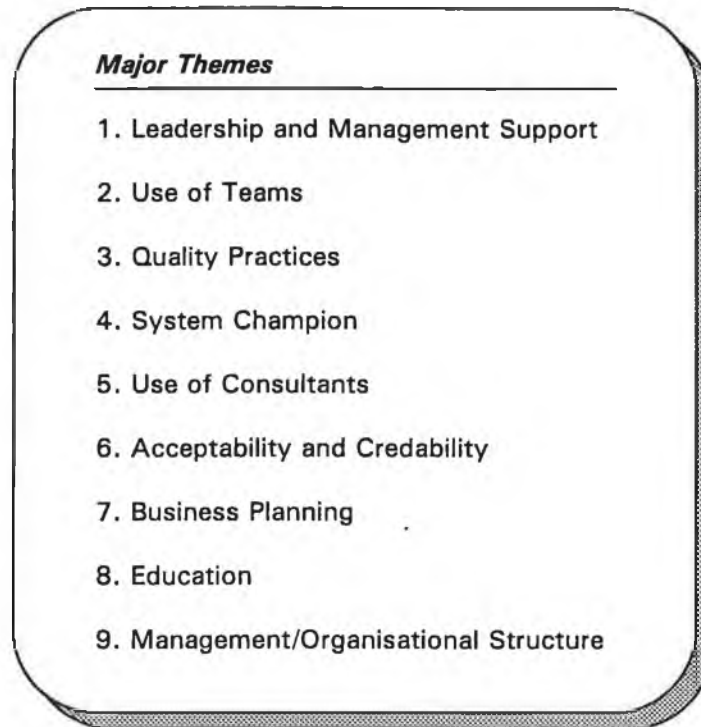 Major Themes
1. Leadership and Management Support
2. Use of Teams
3. Quality Practices
4. System Champion
5. Use of Consultants
6. Acceptability and Credability
7. Business Planning
8. Education
9. Management/Organisational Structure